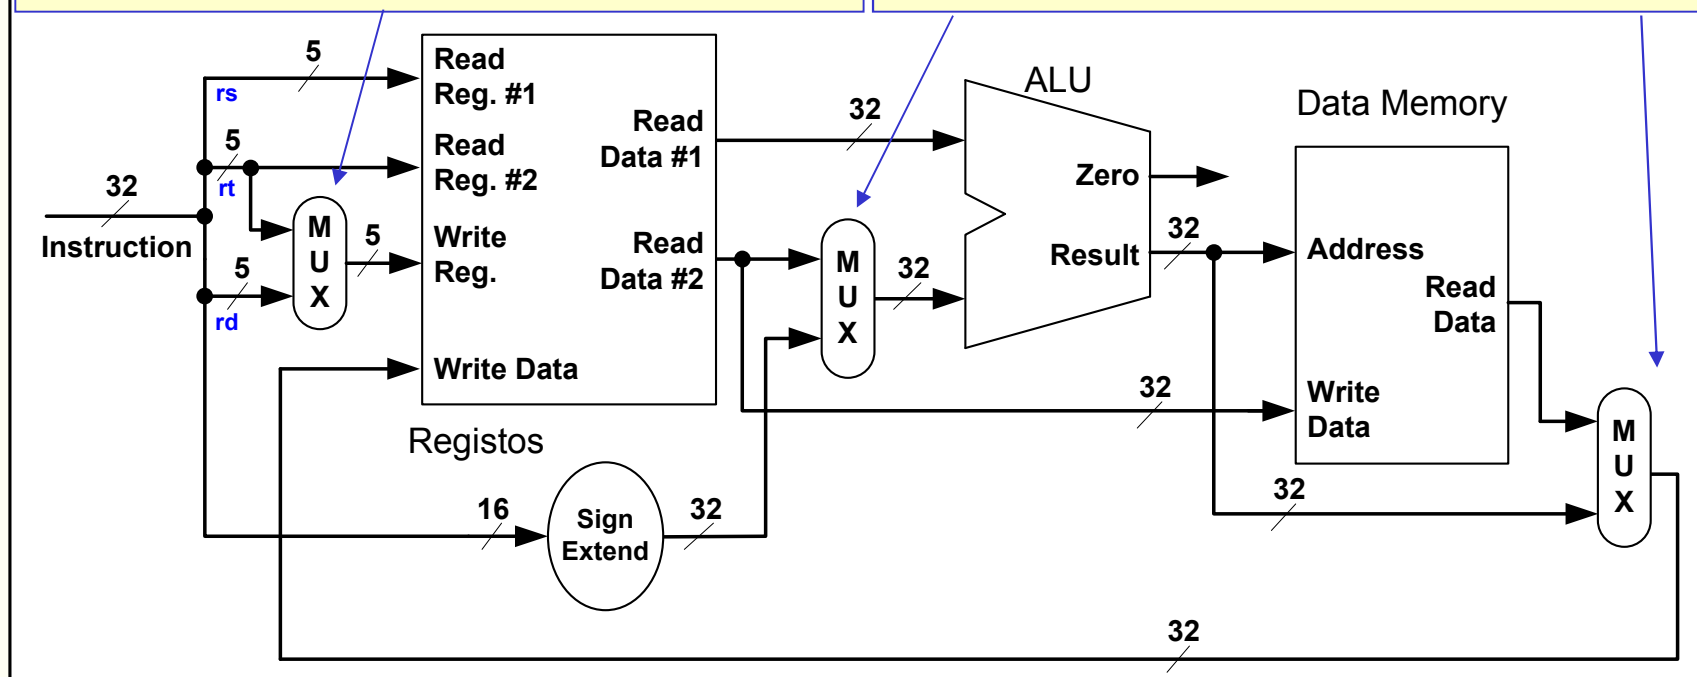 5
Read
Reg. #1
rs
5
Read
Reg. #2
rt
32
Instruction
M
U
X
5
Write
Reg.
5
rd
Write Data
Read
Data #1
Read
Data #2
Registos
16
Sign
Extend
32
32
M
U
X
32
ALU
Zero
Result
32
Data Memory
Address
Read
Data
Write
Data
32
32
M
U
X
32